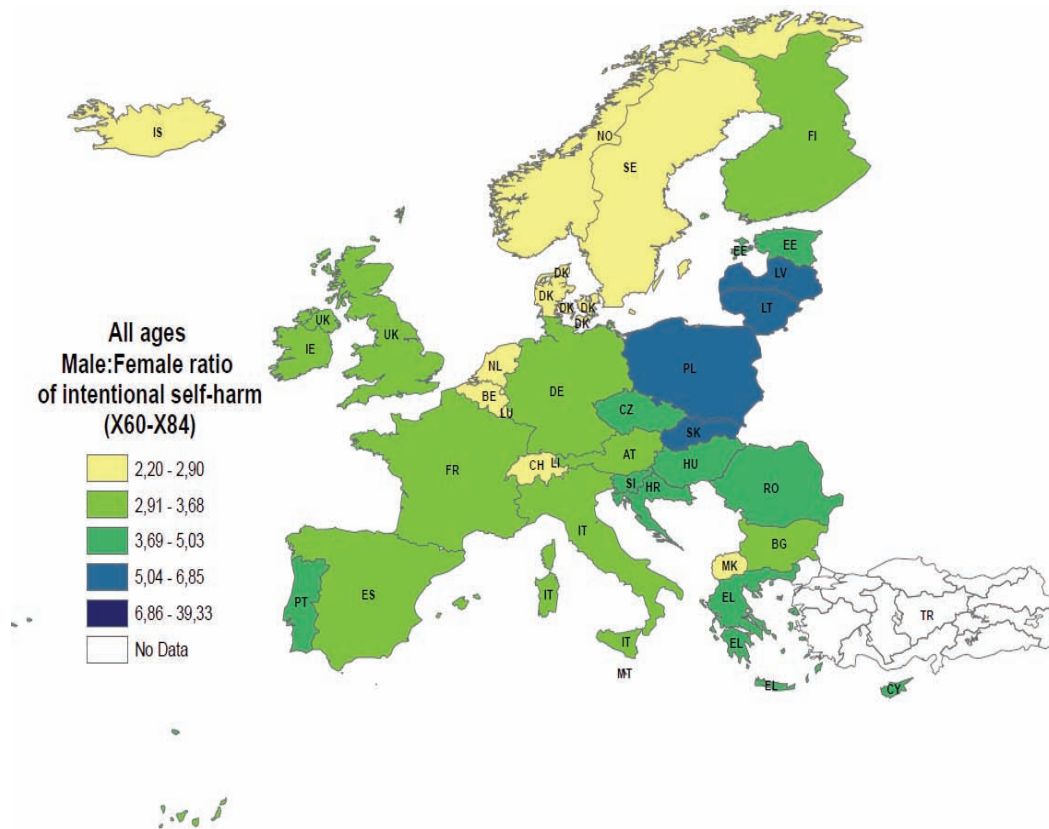 IS
NO
FI
SE
EE
EE
LV
LT
DK
DK
DK
DK
DK
UK
UK
IE
NL
BE
LU
DE
PL
CZ
SK
FR
CH
LI
AT
HU
SI
HR
RO
IT
BG
MK
PT
ES
IT
IT
MT
EL
EL
EL
TR
CY
All ages
Male:Female ratio
of intentional self-harm
(X60-X84)
2,20 - 2,90
2,91 - 3,68
3,69 - 5,03
5,04 - 6,85
6,86 - 39,33
No Data